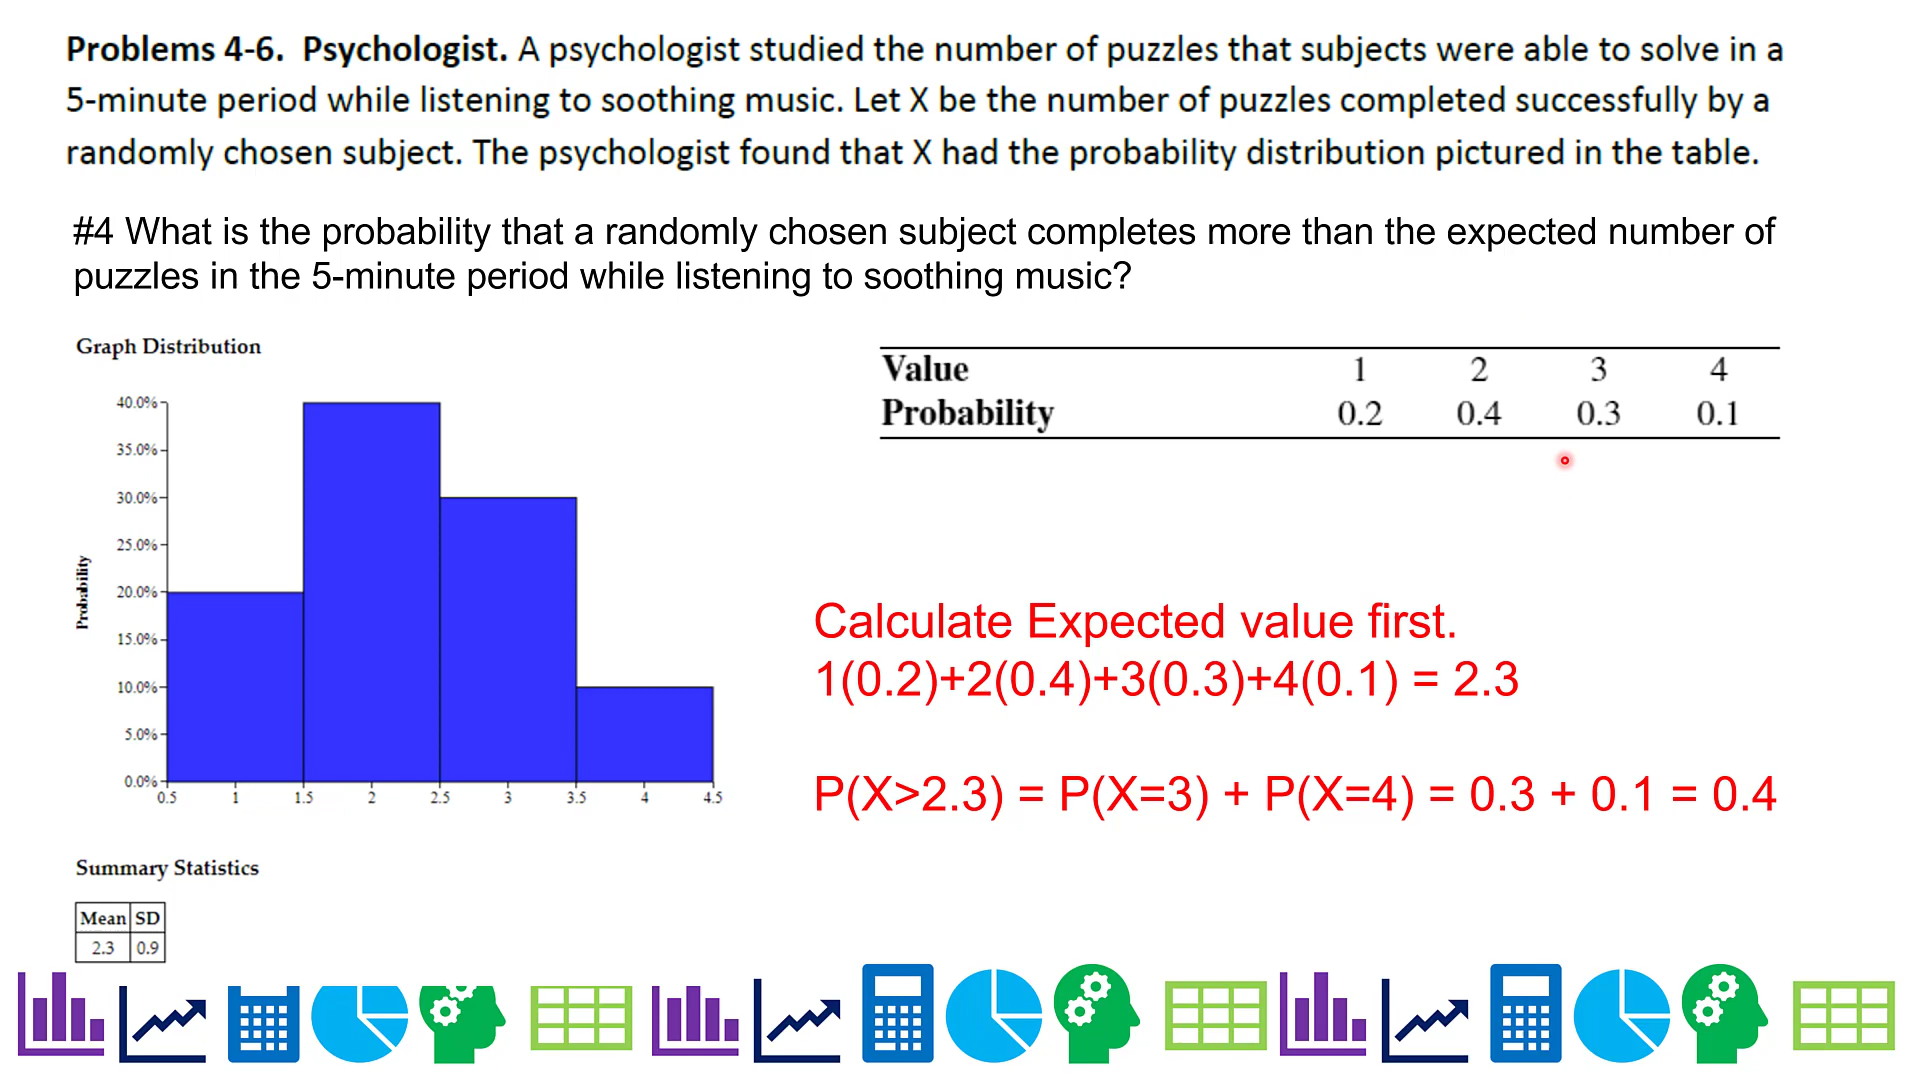 Problems 4-6. Psychologist. A psychologist studied the number of puzzles that subjects were able to solve in a
5-minute period while listening to soothing music. Let X be the number of puzzles completed successfully by a
randomly chosen subject. The psychologist found that X had the probability distribution pictured in the table.
#4 What is the probability that a randomly chosen subject completes more than the expected number of
puzzles in the 5-minute period while listening to soothing music?
Graph Distribution
40.0%
35.0%
30.0%
25.0%
20.0%
15.0%
10.0%
5.0%
0.0%
Probability
0.5 1 1.5 2 2.5 3 3.5 4 4.5
Value 1 2 3 4
Probability 0.2 0.4 0.3 0.1
Calculate Expected value first.
1(0.2)+2(0.4)+3(0.3)+4(0.1) = 2.3
P(X>2.3) = P(X=3) + P(X=4) = 0.3 + 0.1 = 0.4
Summary Statistics
Mean SD
2.3 0.9